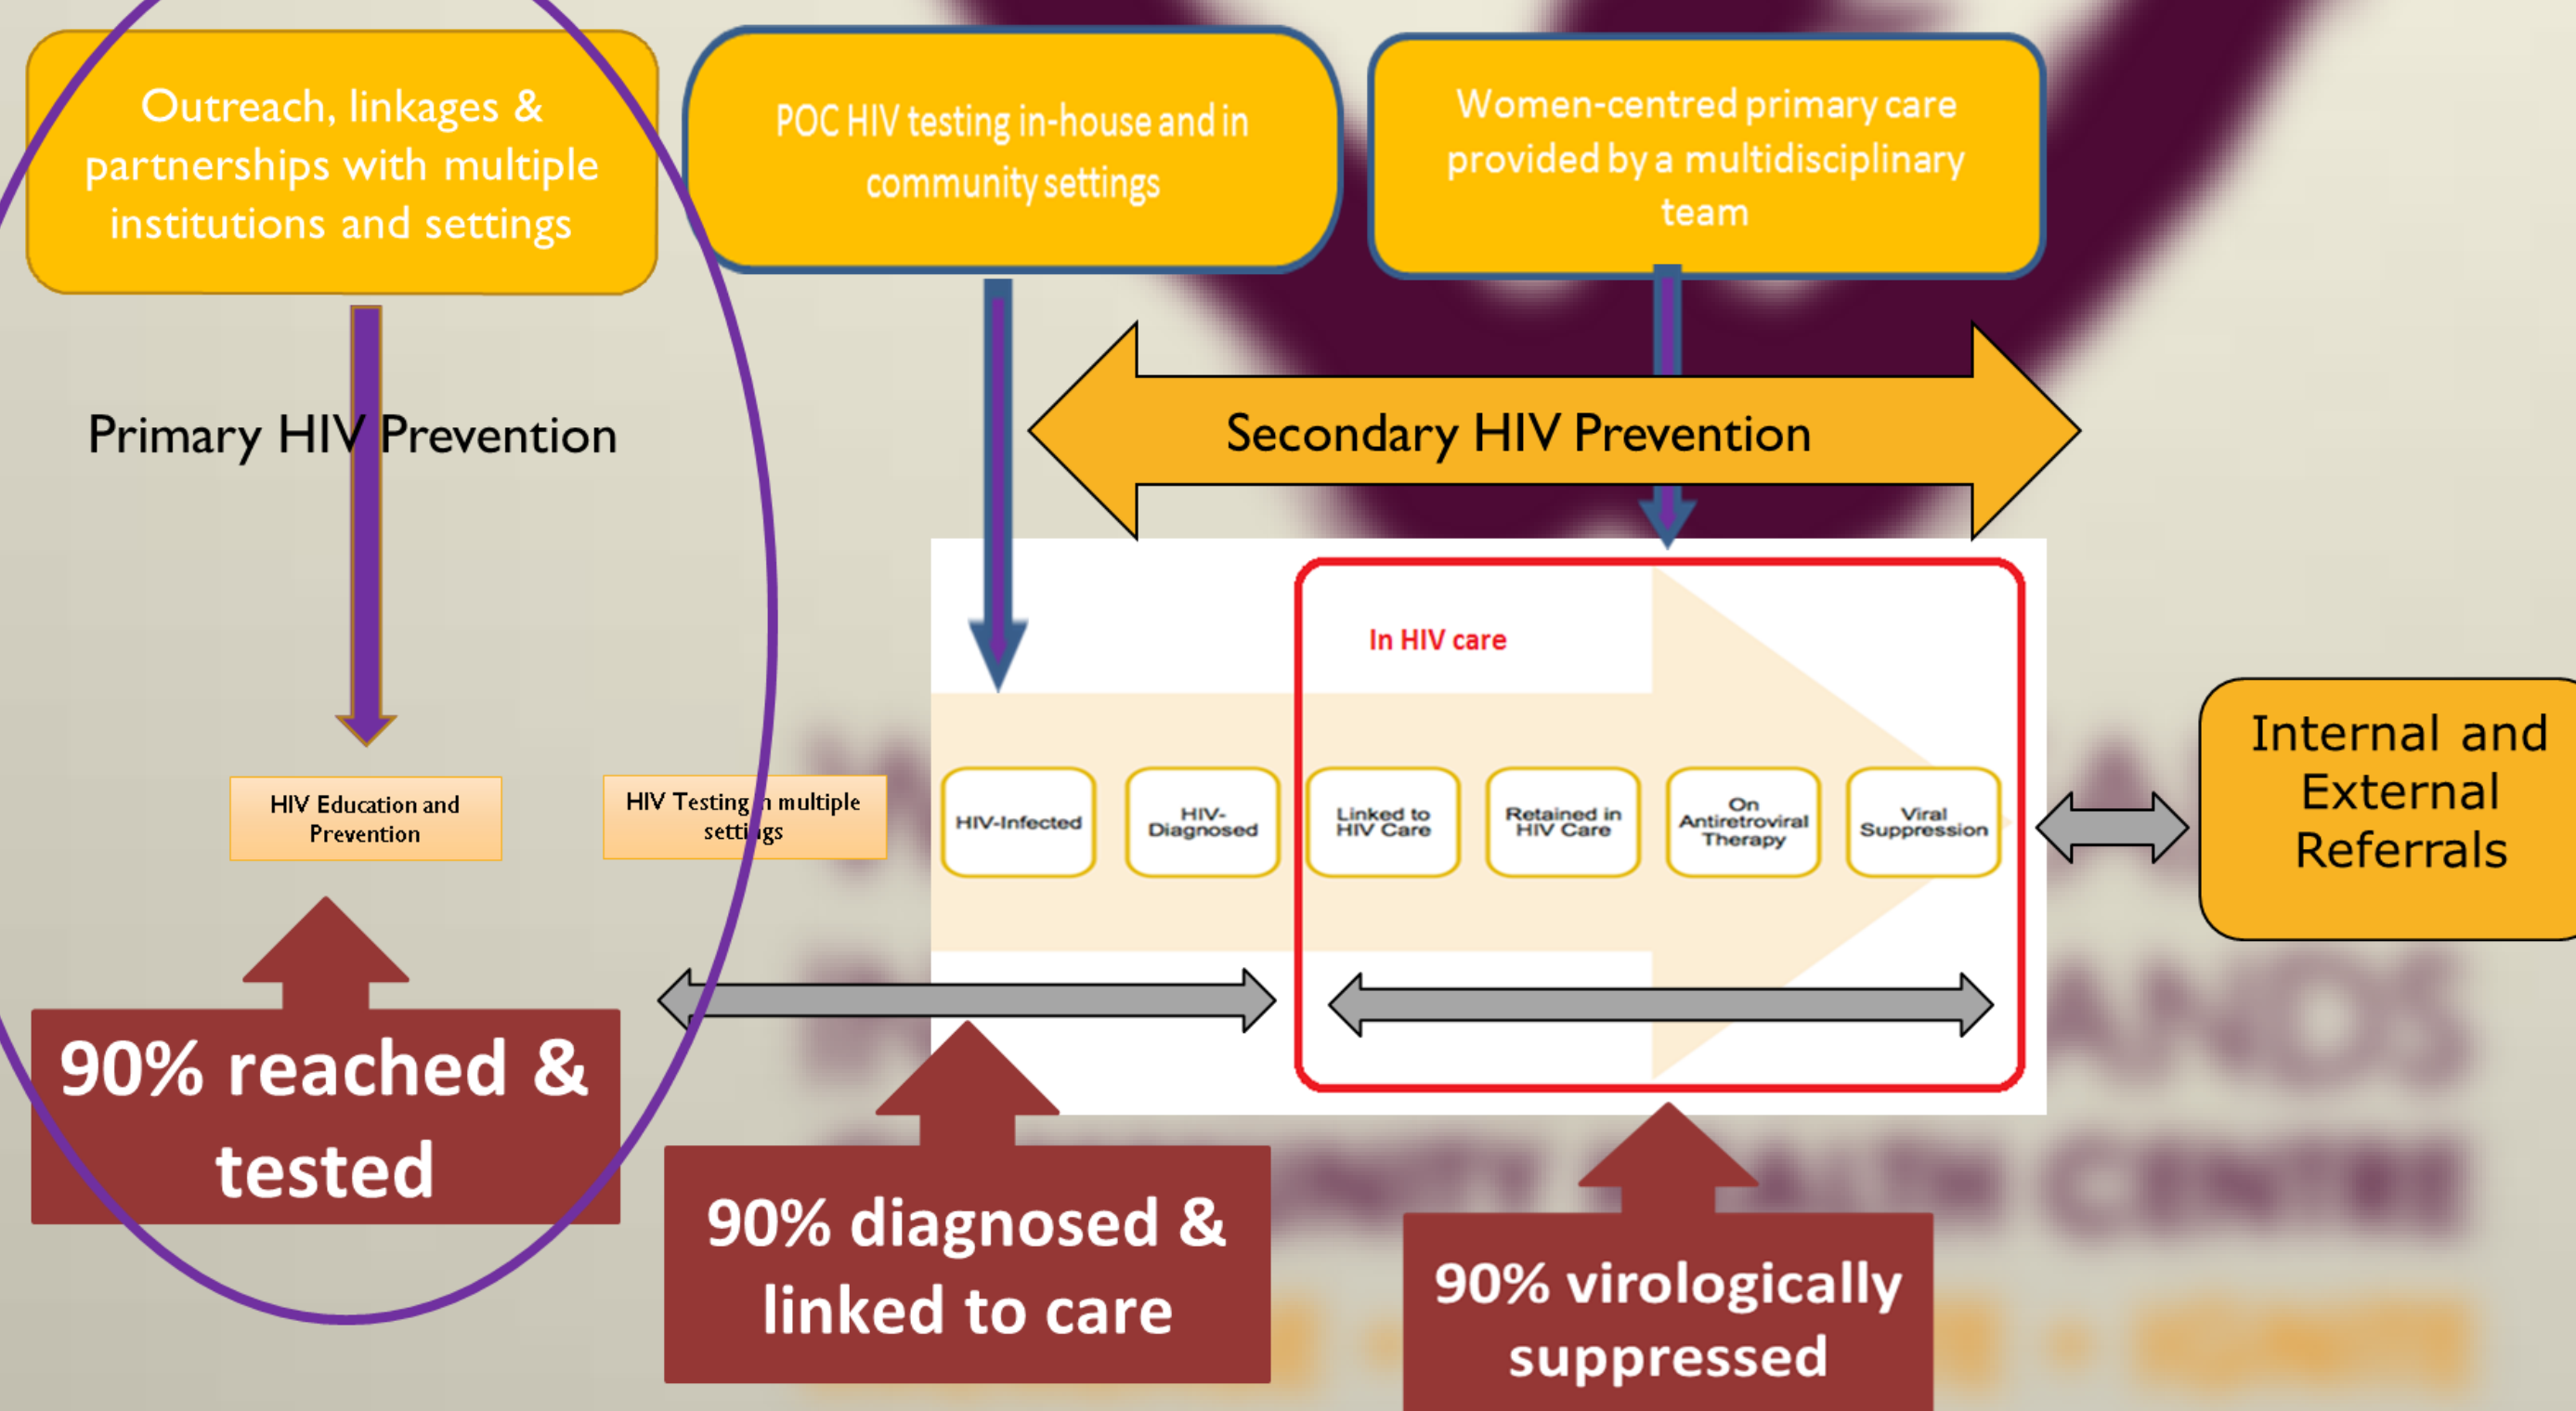 Outreach, linkages &
partnerships with multiple
institutions and settings
POC HIV testing in-house and in
community settings
Women-centred primary care
provided by a multidisciplinary
team
Primary HIV Prevention
Secondary HIV Prevention
In HIV care
HIV Education and
Prevention
HIV Testing in multiple
settings
HIV-Infected
HIV-
Diagnosed
Linked to
HIV Care
Retained in
HIV Care
On
Antiretroviral
Therapy
Viral
Suppression
Internal and
External
Referrals
90% reached &
tested
90% diagnosed &
linked to care
90% virologically
suppressed
HEALTH CENTRE